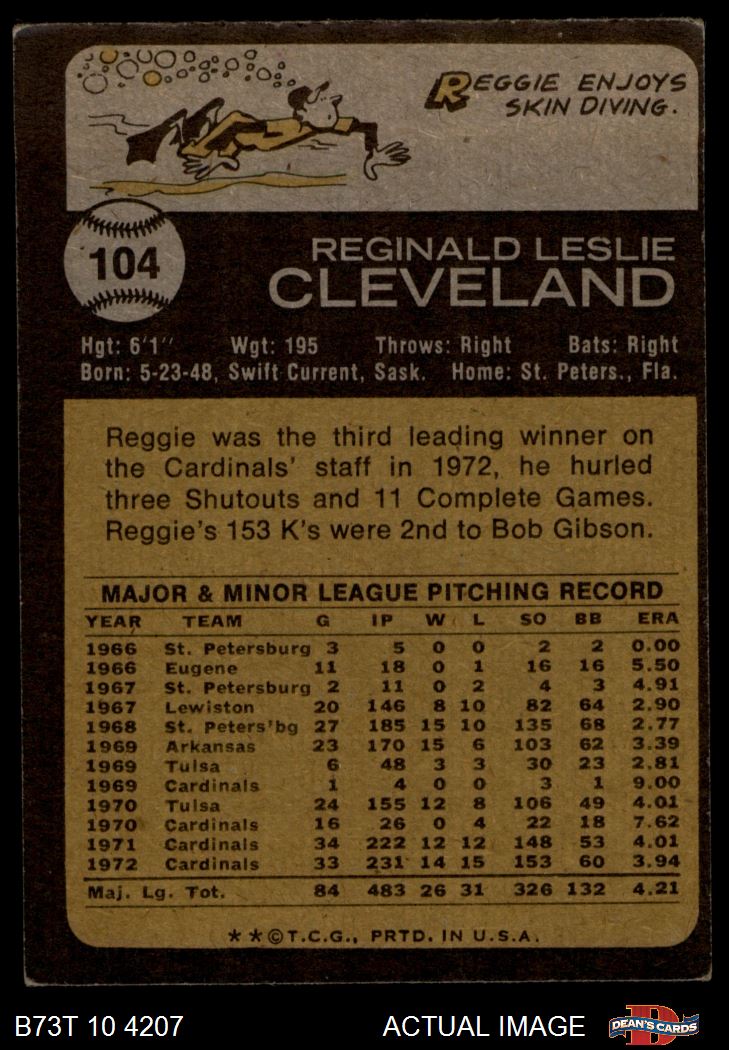 REGGIE ENJOYS
SKIN DIVING.
104
REGINALD LESLIE
CLEVELAND
Hgt: 6'1" Wgt: 195 Throws: Right Bats: Right
Born: 5-23-48, Swift Current, Sask. Home: St. Peters., Fla.
Reggie was the third leading winner on
the Cardinals' staff in 1972, he hurled
three Shutouts and 11 Complete Games.
Reggie's 153 K's were 2nd to Bob Gibson.
MAJOR & MINOR LEAGUE PITCHING RECORD
YEAR TEAM G IP W L SO BB ERA
1966 St. Petersburg 3 5 0 0 2 2 0.00
1966 Eugene 11 18 0 1 16 16 5.50
1967 St. Petersburg 2 11 0 2 4 3 4.91
1967 Lewiston 20 146 8 10 82 64 2.90
1968 St. Peters'bg 27 185 15 10 135 68 2.77
1969 Arkansas 23 170 15 6 103 62 3.39
1969 Tulsa 6 48 3 3 30 23 2.81
1969 Cardinals 1 4 0 0 3 1 9.00
1970 Tulsa 24 155 12 8 106 49 4.01
1970 Cardinals 16 26 0 4 22 18 7.62
1971 Cardinals 34 222 12 12 148 53 4.01
1972 Cardinals 33 231 14 15 153 60 3.94
Maj. Lg. Tot. 84 483 26 31 326 132 4.21
**©T.C.G., PRTD. IN U.S.A.
B73T 10 4207 ACTUAL IMAGE D DEAN'S CARDS